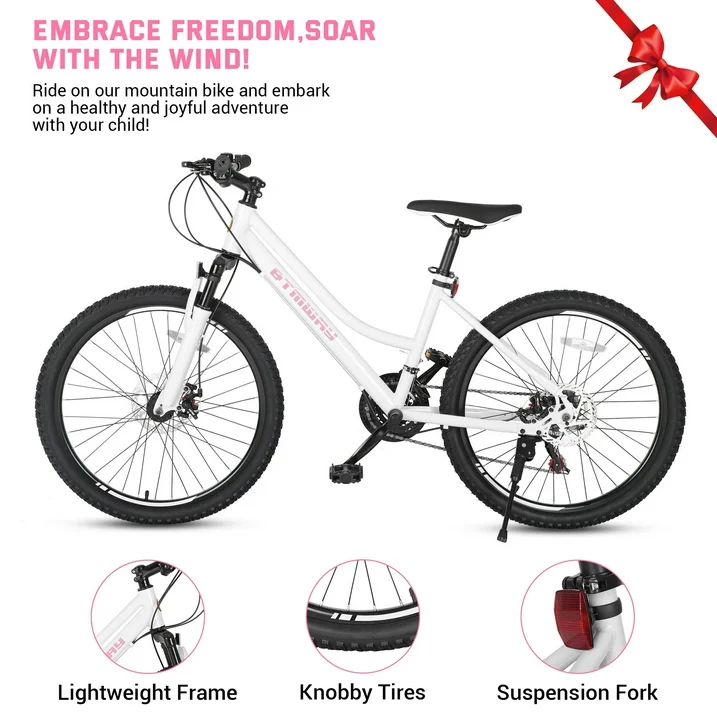 EMBRACE FREEDOM,SOAR
WITH THE WIND!
Ride on our mountain bike and embark
on a healthy and joyful adventure
with your child!
GTMWAY
Lightweight Frame
Knobby Tires
Suspension Fork